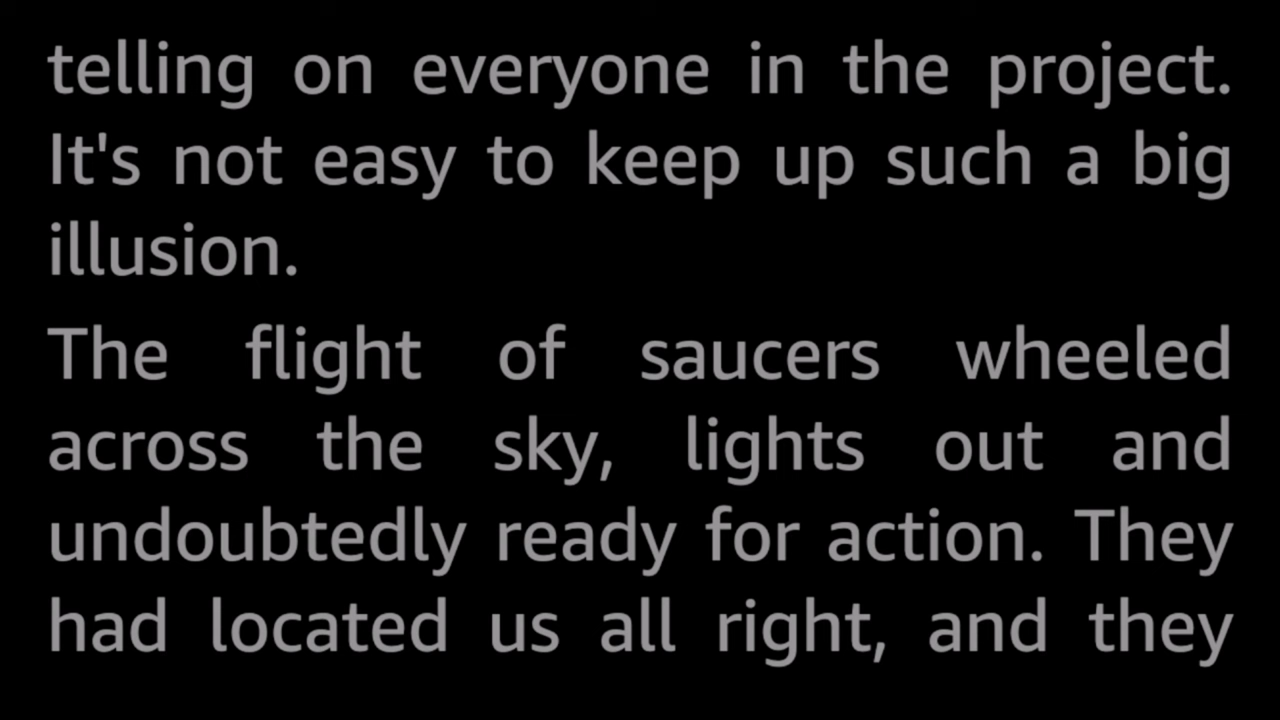 telling on everyone in the project.
It's not easy to keep up such a big
illusion.
The flight of saucers wheeled
across the sky, lights out and
undoubtedly ready for action. They
had located us all right, and they